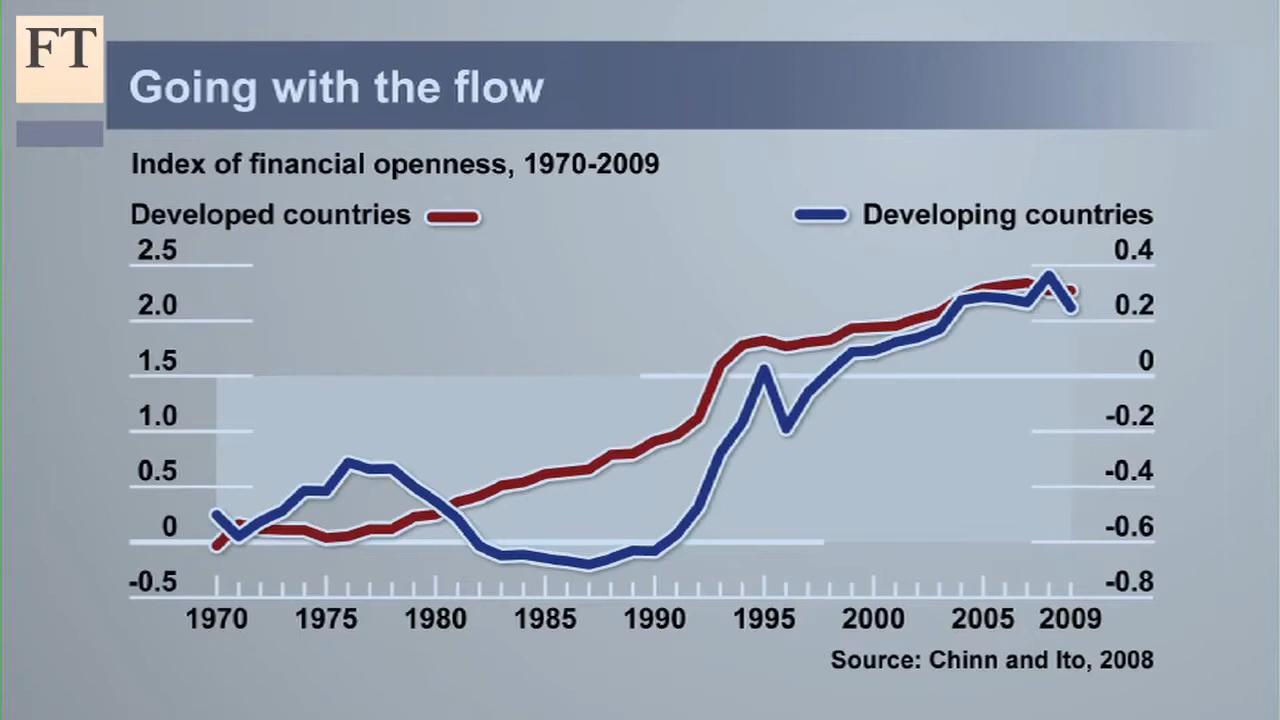 FT
Going with the flow
Index of financial openness, 1970-2009
Developed countries
Developing countries
2.5
0.4
2.0
0.2
1.5
0
1.0
-0.2
0.5
-0.4
0
-0.6
-0.5
-0.8
1970 1975 1980 1985 1990 1995 2000 2005 2009
Source: Chinn and Ito, 2008